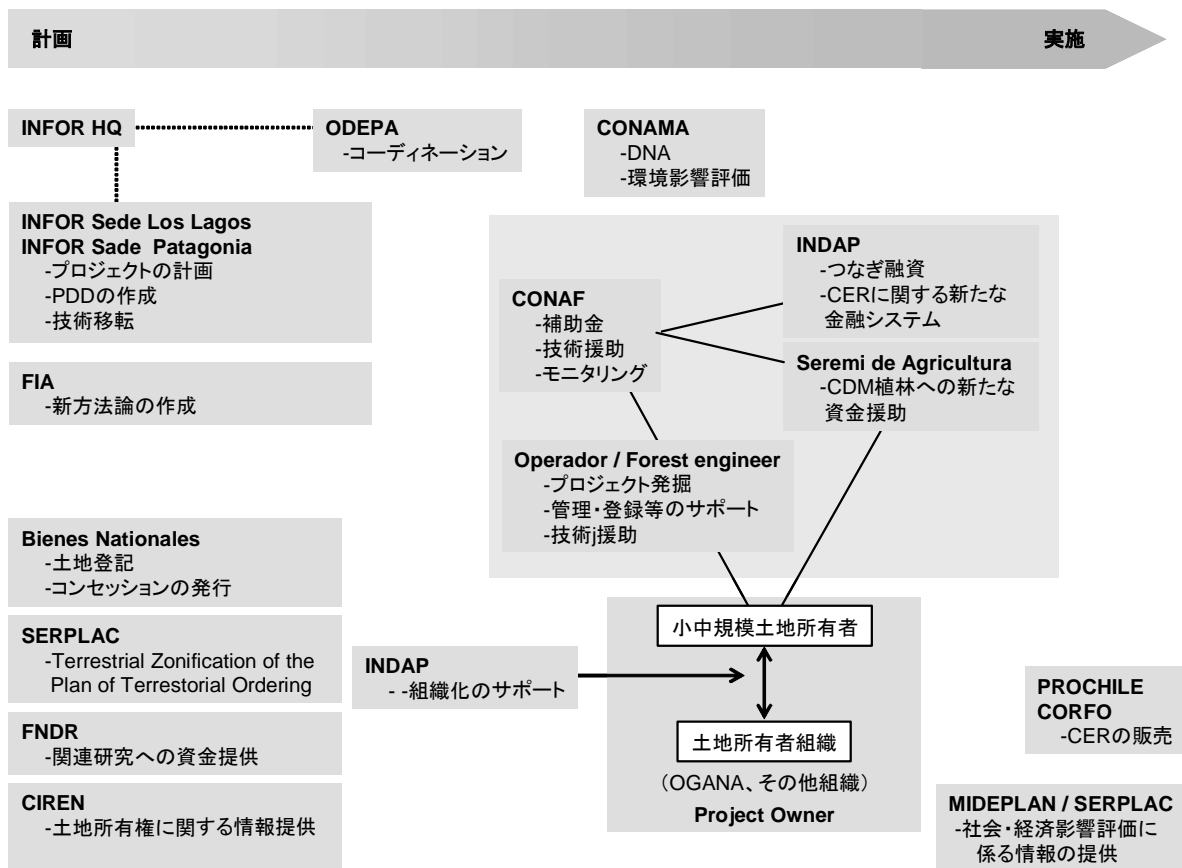 計画
実施
INFOR HQ
ODEPA
-コーディネーション
CONAMA
-DNA
-環境影響評価
INFOR Sede Los Lagos
INFOR Sade Patagonia
-プロジェクトの計画
-PDDの作成
-技術移転
FIA
-新方法論の作成
CONAF
-補助金
-技術援助
-モニタリング
INDAP
-つなぎ融資
-CERに関する新たな
金融システム
Seremi de Agricultura
-CDM植林への新たな
資金援助
Operador / Forest engineer
-プロジェクト発掘
-管理・登録等のサポート
-技術j援助
Bienes Nationales
-土地登記
-コンセッションの発行
SERPLAC
-Terrestrial Zonification of the
Plan of Terrestorial Ordering
FNDR
-関連研究への資金提供
CIREN
-土地所有権に関する情報提供
INDAP
- -組織化のサポート
小中規模土地所有者
土地所有者組織
（OGANA、その他組織）
Project Owner
PROCHILE
CORFO
-CERの販売
MIDEPLAN / SERPLAC
-社会・経済影響評価に
係る情報の提供